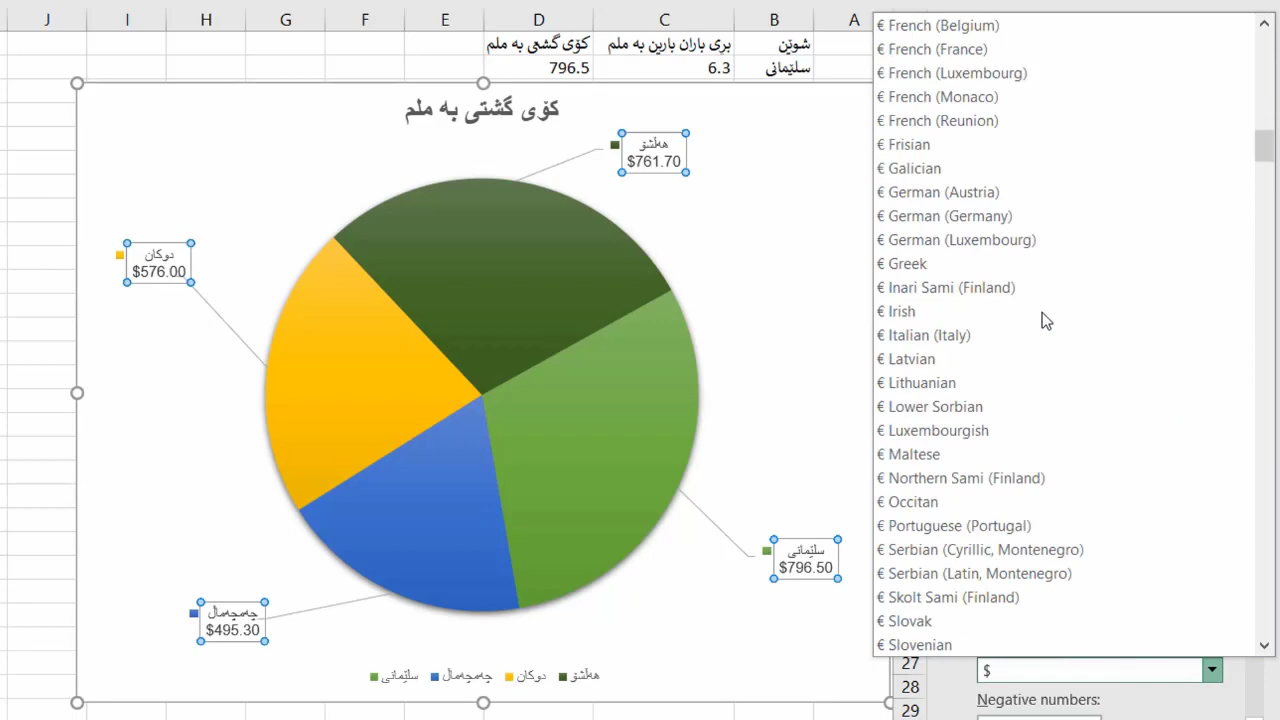 J I H G F E D C B A
شوێن بڕی باران بارین بە ملم کۆی گشتی بە ملم
سلێمانی 6.3 796.5
کۆی گشتی بە ملم
هەڵشۆ
$761.70
دوکان
$576.00
سلێمانی
$796.50
چەمچەماڵ
$495.30
سلێمانی چەمچەماڵ دوکان هەڵشۆ
€ French (Belgium)
€ French (France)
€ French (Luxembourg)
€ French (Monaco)
€ French (Reunion)
€ Frisian
€ Galician
€ German (Austria)
€ German (Germany)
€ German (Luxembourg)
€ Greek
€ Inari Sami (Finland)
€ Irish
€ Italian (Italy)
€ Latvian
€ Lithuanian
€ Lower Sorbian
€ Luxembourgish
€ Maltese
€ Northern Sami (Finland)
€ Occitan
€ Portuguese (Portugal)
€ Serbian (Cyrillic, Montenegro)
€ Serbian (Latin, Montenegro)
€ Skolt Sami (Finland)
€ Slovak
€ Slovenian
27
$
28
Negative numbers:
29